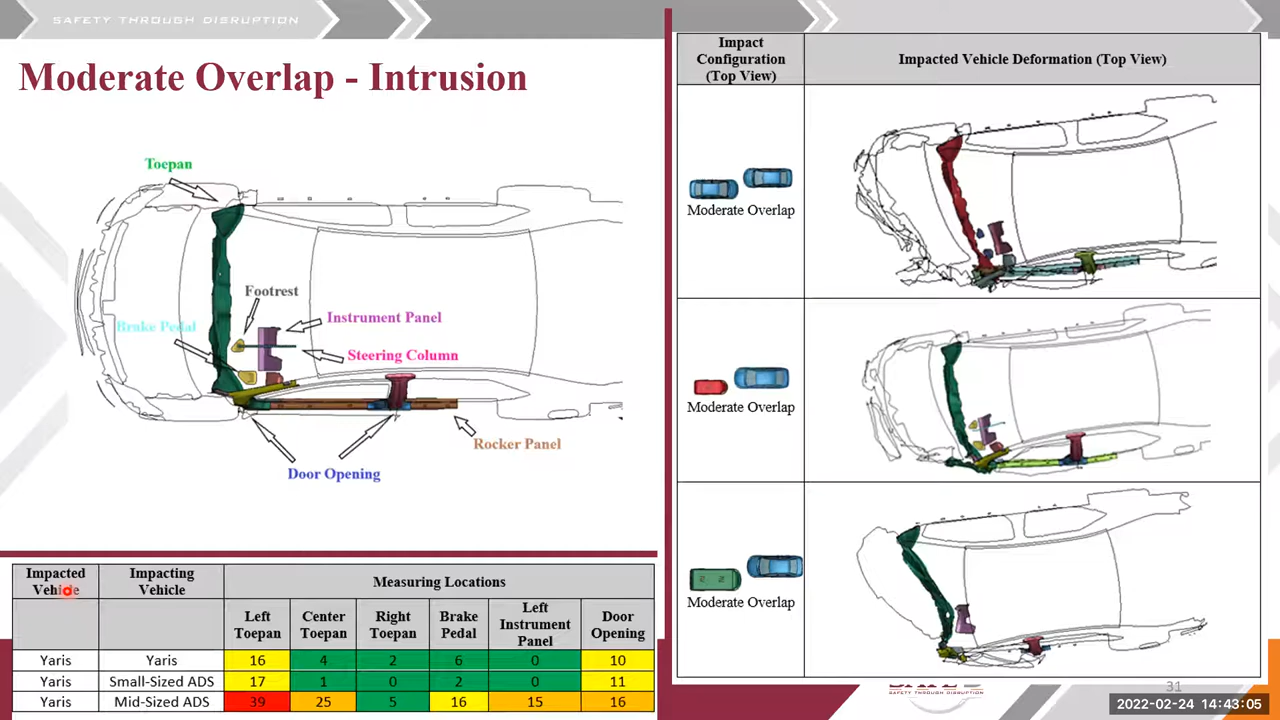 SAFETY THROUGH DISRUPTION
Moderate Overlap - Intrusion
Toepan
Footrest
Brake Pedal
Instrument Panel
Steering Column
Rocker Panel
Door Opening
Impacted Vehicle
Impacting Vehicle
Measuring Locations
Left Toepan
Center Toepan
Right Toepan
Brake Pedal
Left Instrument Panel
Door Opening
Yaris Yaris 16 4 2 6 0 10
Yaris Small-Sized ADS 17 1 0 2 0 11
Yaris Mid-Sized ADS 39 25 5 16 15 16
Impact Configuration (Top View)
Impacted Vehicle Deformation (Top View)
Moderate Overlap
Moderate Overlap
Moderate Overlap
SAFETY THROUGH DISRUPTION
31
2022-02-24 14:43:05